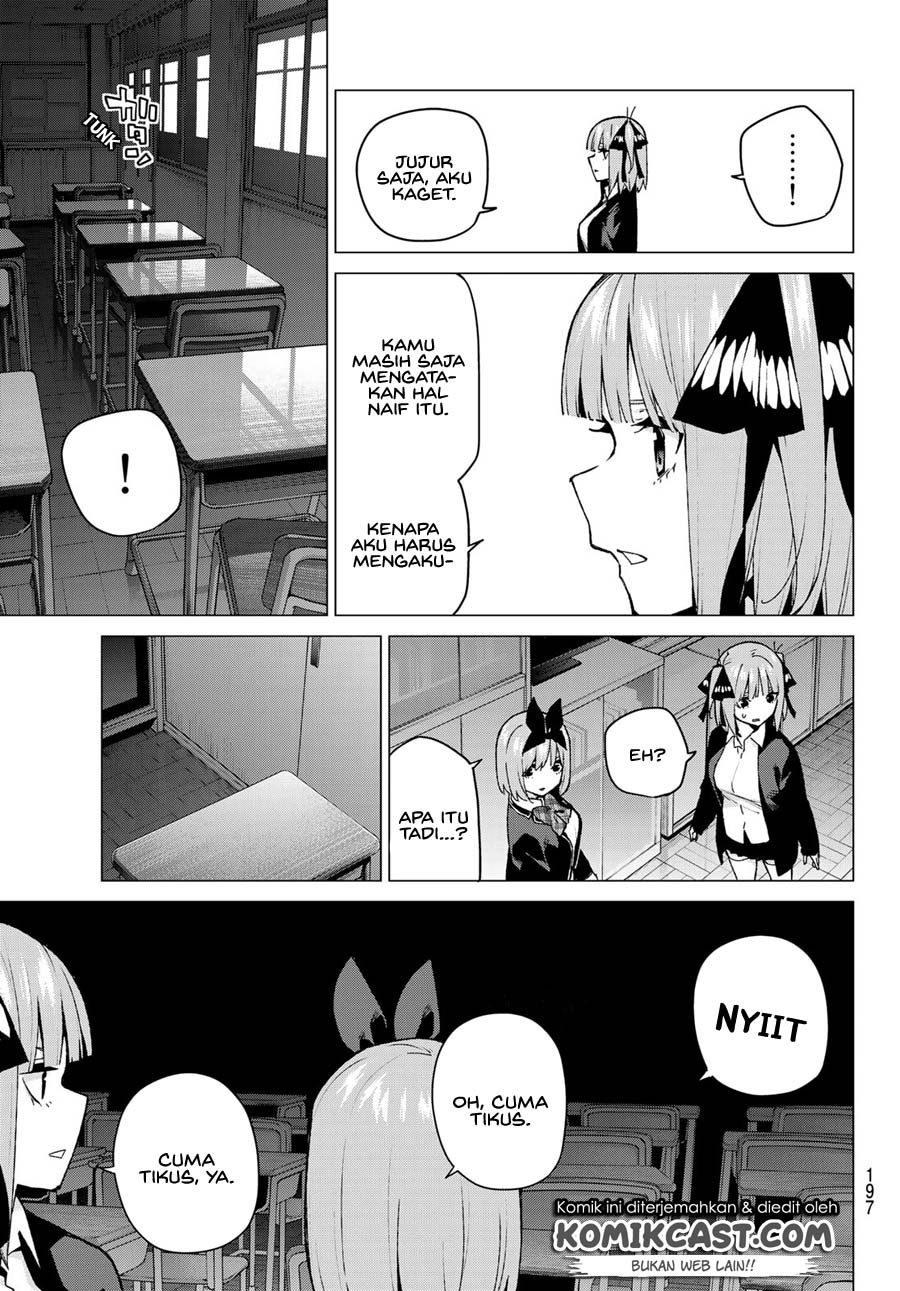 .......!
JUJUR
SAJA, AKU
KAGET.
KAMU
MASIH SAJA
MENGATA-
KAN HAL
NAIF ITU.
KENAPA
AKU HARUS
MENGAKU-
TUNK
!
EH?
APA ITU
TADI...?
NYIIT
OH, CUMA
TIKUS.
CUMA
TIKUS, YA.
197
Komik ini diterjemahkan & diedit oleh
KOMIKCAST.COM
BUKAN WEB LAIN!!